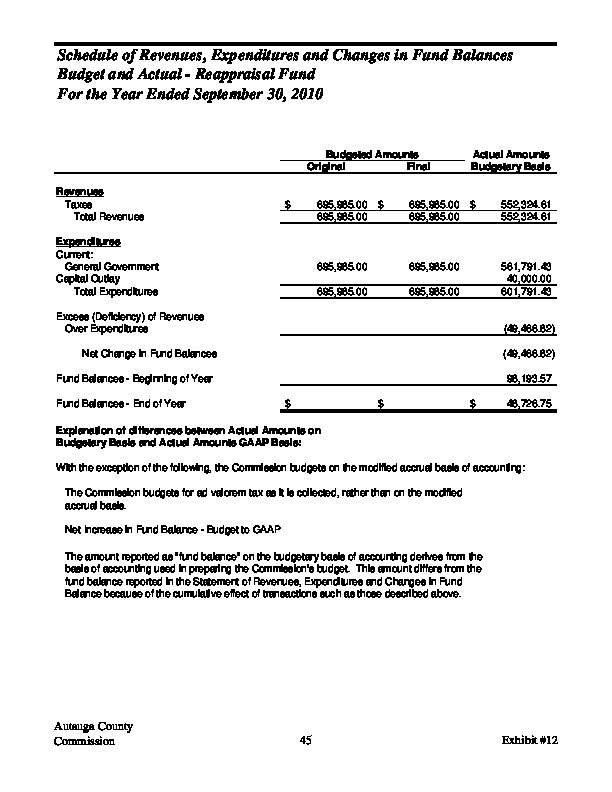 Schedule of Revenues, Expenditures and Changes in Fund Balances
Budget and Actual - Reappraisal Fund
For the Year Ended September 30, 2010
Budgeted Amounts Actual Amounts
Original Final Budgetary Basis
Revenues
Taxes $ 695,985.00 $ 695,985.00 $ 552,324.61
Total Revenues 695,985.00 695,985.00 552,324.61
Expenditures
Current:
General Government 695,985.00 695,985.00 561,791.43
Capital Outlay 40,000.00
Total Expenditures 695,985.00 695,985.00 601,791.43
Excess (Deficiency) of Revenues
Over Expenditures (49,466.82)
Net Change in Fund Balances (49,466.82)
Fund Balances - Beginning of Year 98,193.57
Fund Balances - End of Year $ $ $ 48,726.75
Explanation of differences between Actual Amounts on
Budgetary Basis and Actual Amounts GAAP Basis:
With the exception of the following, the Commission budgets on the modified accrual basis of accounting:
The Commission budgets for ad valorem tax as it is collected, rather than on the modified
accrual basis.
Net Increase in Fund Balance - Budget to GAAP
The amount reported as "fund balance" on the budgetary basis of accounting derives from the
basis of accounting used in preparing the Commission's budget. This amount differs from the
fund balance reported in the Statement of Revenues, Expenditures and Changes in Fund
Balance because of the cumulative effect of transactions such as those described above.
Autauga County
Commission 45 Exhibit #12